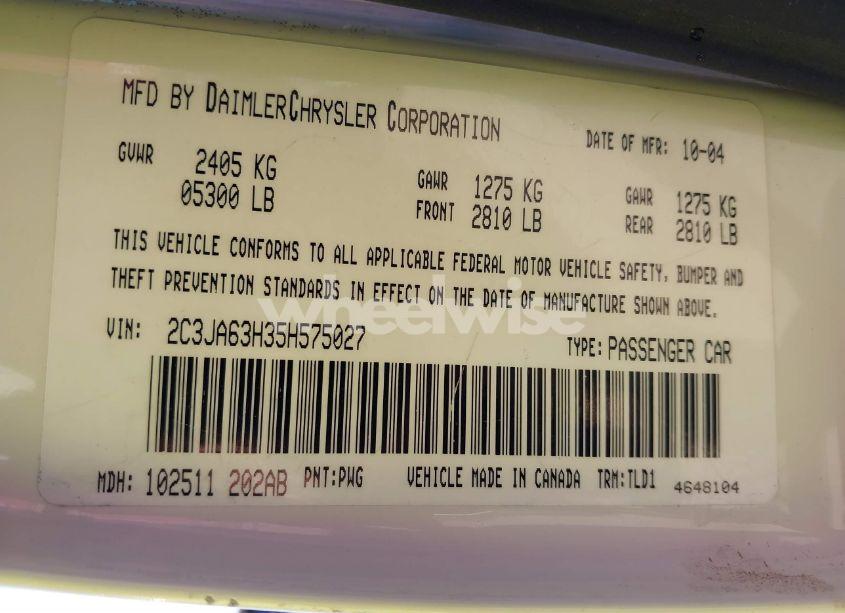 MFD BY DAIMLERCHRYSLER CORPORATION DATE OF MFR: 10-04
GVWR 2405 KG GAWR 1275 KG GAWR 1275 KG
05300 LB FRONT 2810 LB REAR 2810 LB
THIS VEHICLE CONFORMS TO ALL APPLICABLE FEDERAL MOTOR VEHICLE SAFETY, BUMPER AND
THEFT PREVENTION STANDARDS IN EFFECT ON THE DATE OF MANUFACTURE SHOWN ABOVE.
wheelwise
VIN: 2C3JA63H35H575027 TYPE: PASSENGER CAR
MDH: 102511 202AB PNT: PWG VEHICLE MADE IN CANADA TRM: TLD1 4648104